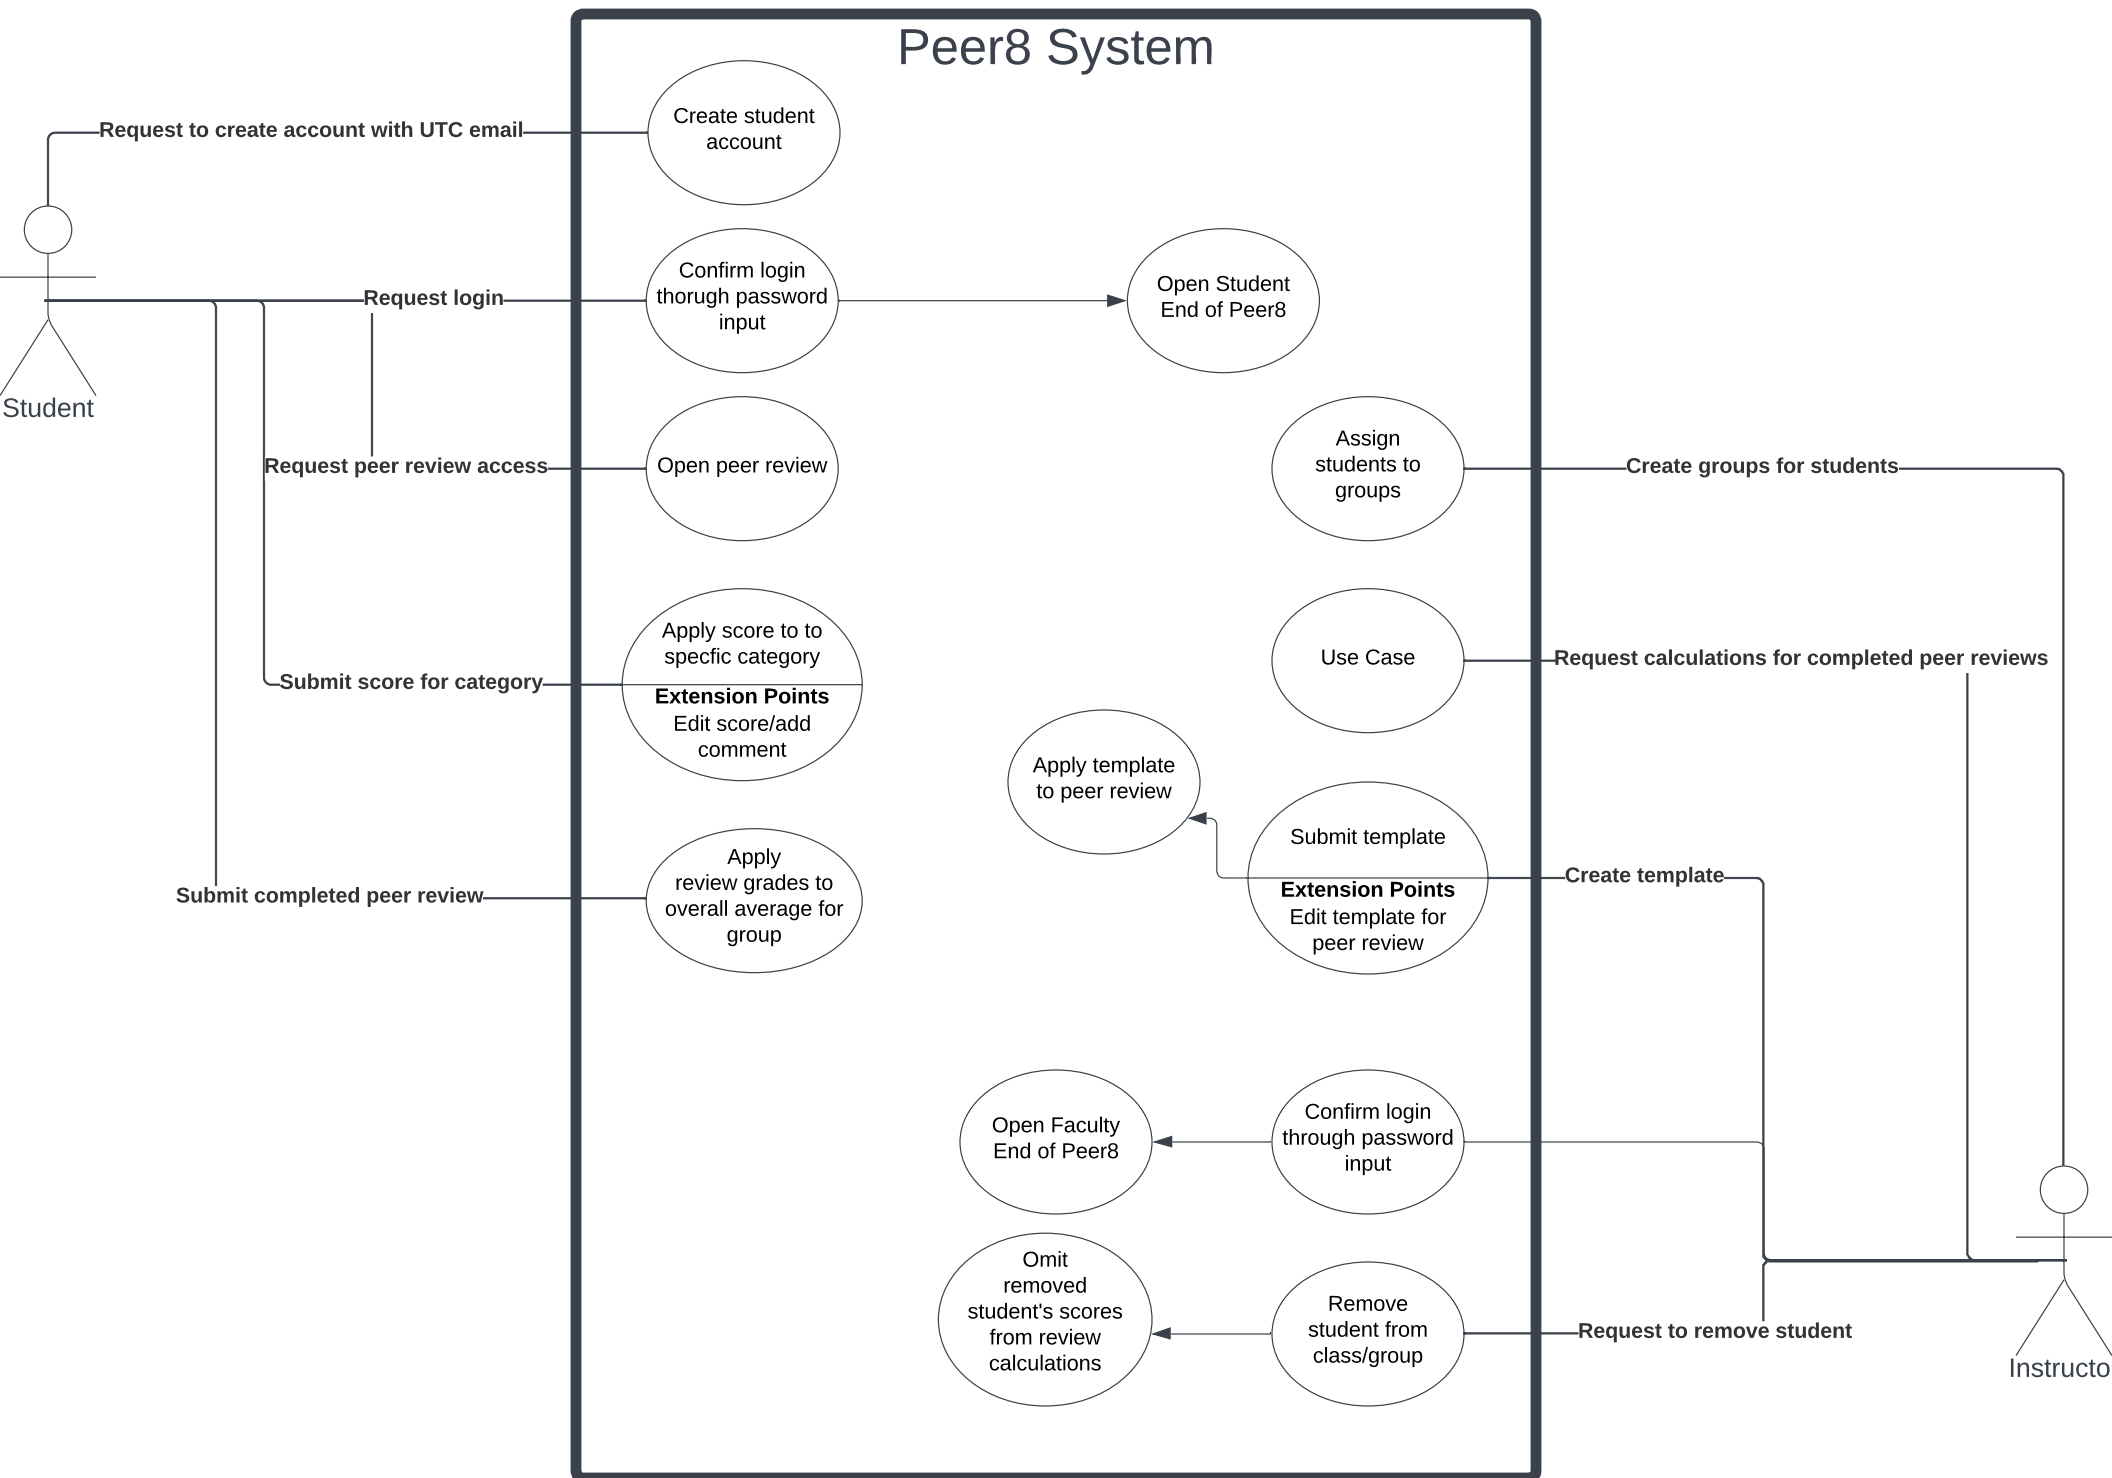 Peer8 System
Create student
account
Request to create account with UTC email
Confirm login
thorugh password
input
Request login
Open Student
End of Peer8
Student
Open peer review
Request peer review access
Assign
students to
groups
Create groups for students
Apply score to to
specfic category
Extension Points
Edit score/add
comment
Submit score for category
Use Case
Request calculations for completed peer reviews
Apply template
to peer review
Submit template
Extension Points
Edit template for
peer review
Create template
Apply
review grades to
overall average for
group
Submit completed peer review
Open Faculty
End of Peer8
Confirm login
through password
input
Omit
removed
student's scores
from review
calculations
Remove
student from
class/group
Request to remove student
Instructo